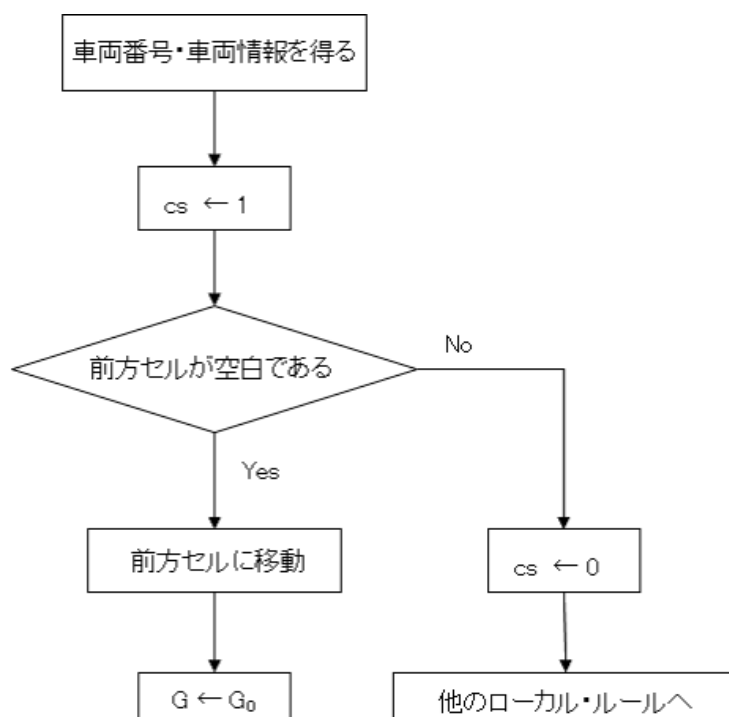 車両番号・車両情報を得る
cs ← 1
前方セルが空白である
No
Yes
前方セルに移動
cs ← 0
G ← G₀
他のローカル・ルールへ